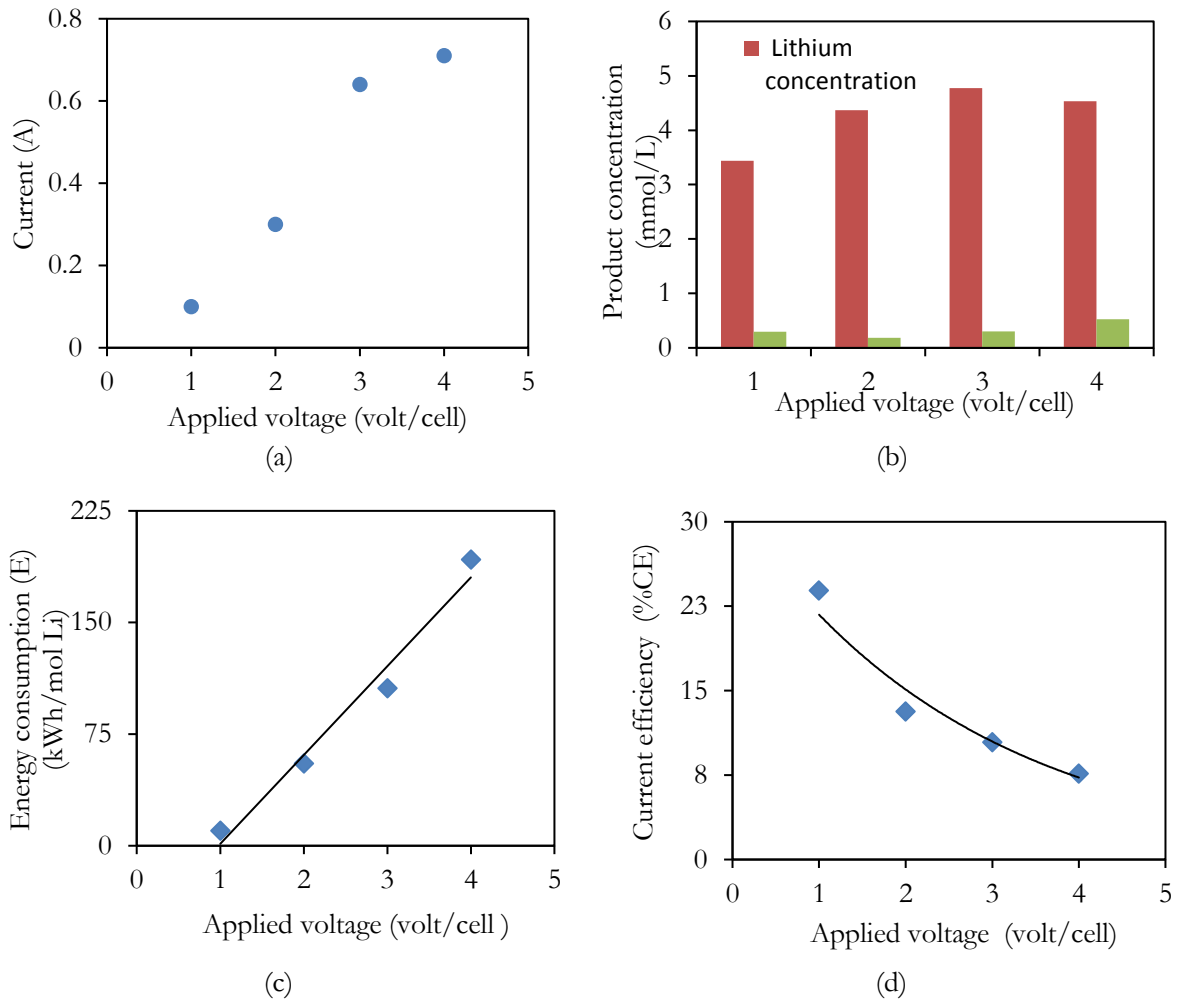 Current (A)
0.8
0.6
0.4
0.2
0
0 1 2 3 4 5
Applied voltage (volt/cell)
(a)
Product concentration
(mmol/L)
6
5
4
3
2
1
0
Lithium
concentration
1 2 3 4
Applied voltage (volt/cell)
(b)
Energy consumption (E)
(kWh/mol Li)
225
150
75
0
0 1 2 3 4 5
Applied voltage (volt/cell )
(c)
Current efficiency (%CE)
30
23
15
8
0
0 1 2 3 4 5
Applied voltage (volt/cell)
(d)